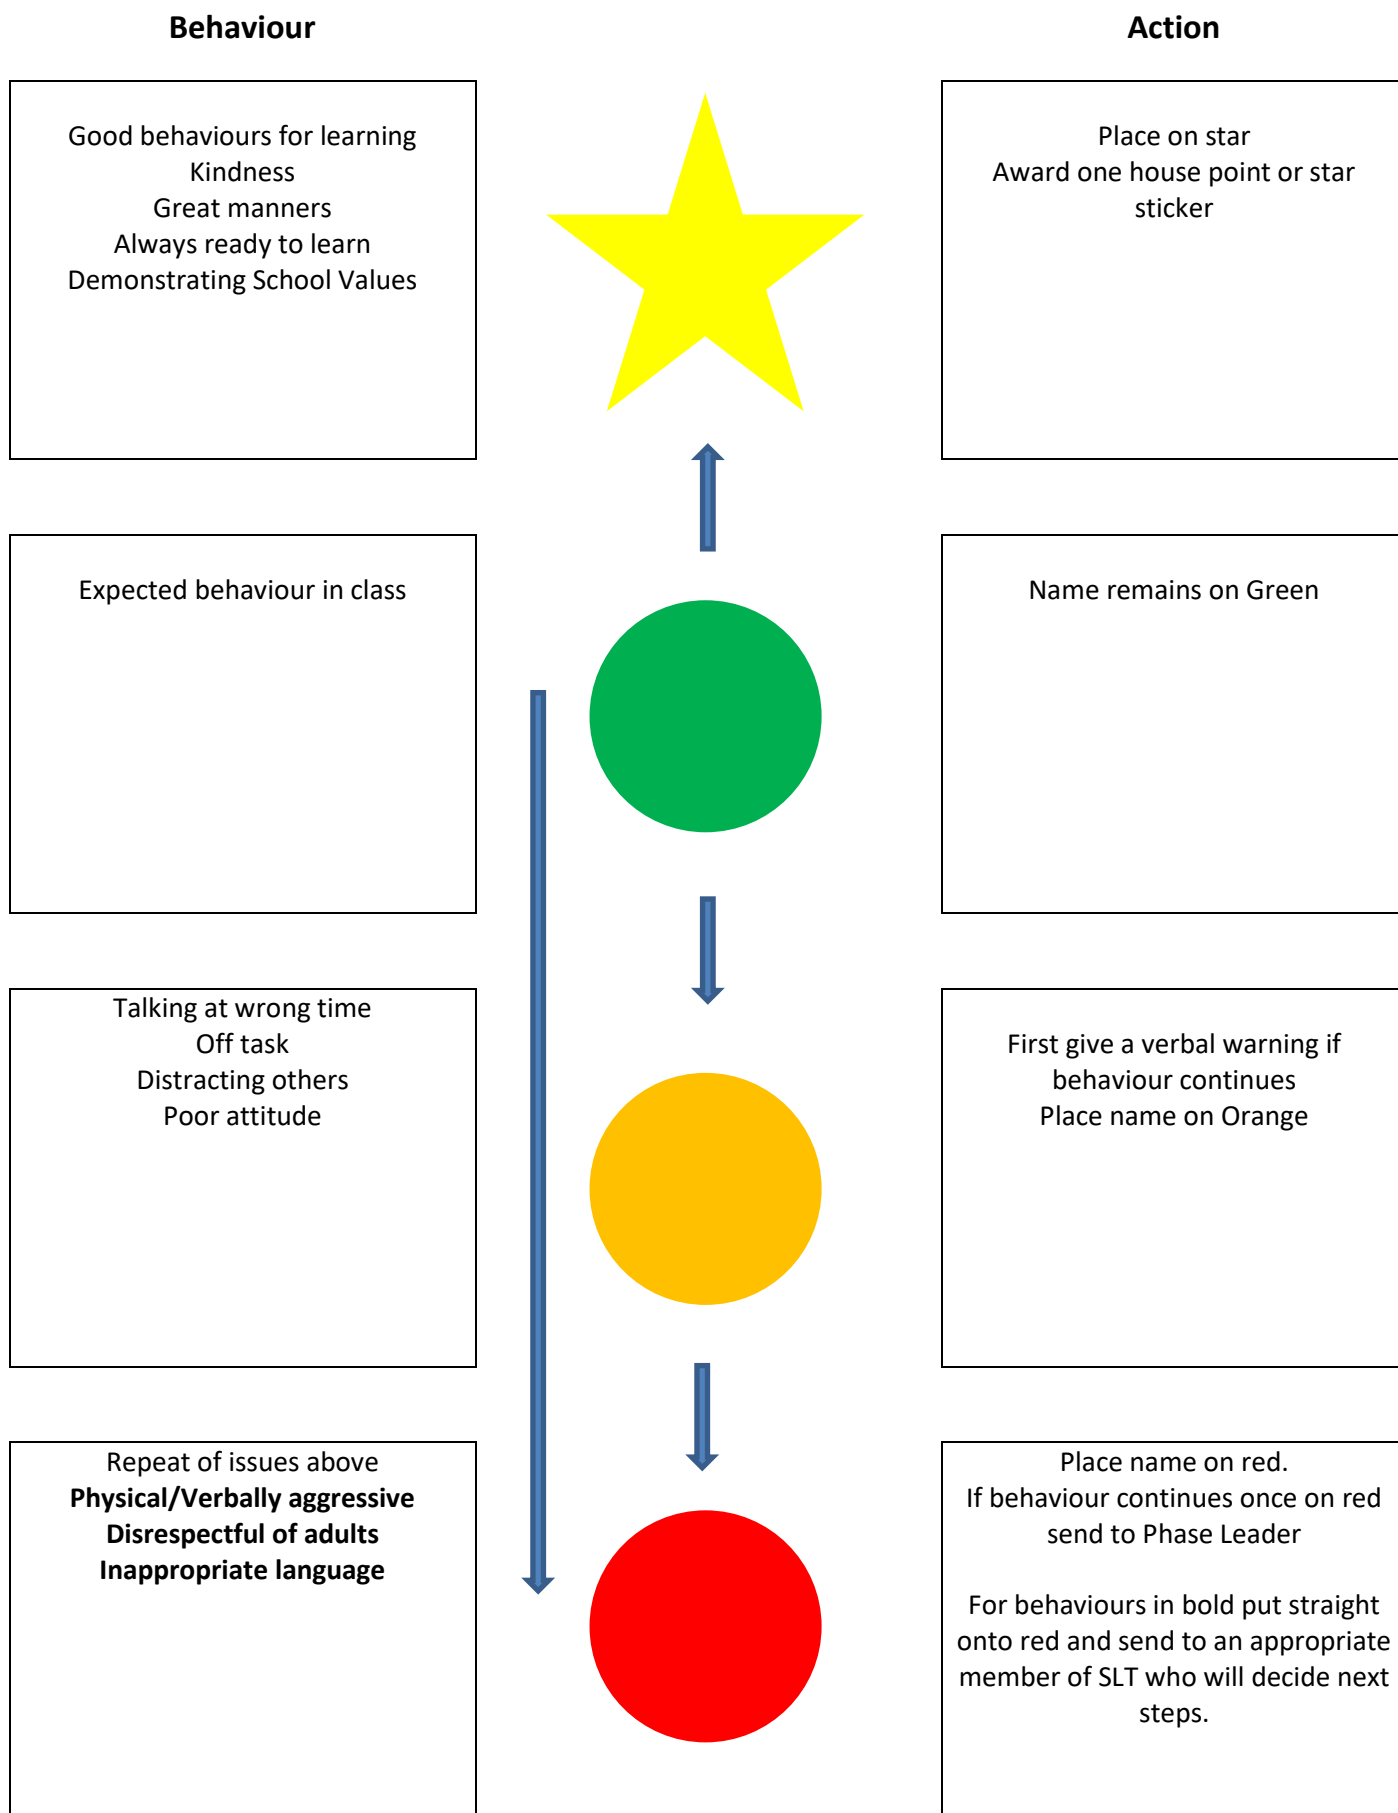 Behaviour
Action
Good behaviours for learning
Kindness
Great manners
Always ready to learn
Demonstrating School Values
Place on star
Award one house point or star
sticker
Expected behaviour in class
Name remains on Green
Talking at wrong time
Off task
Distracting others
Poor attitude
First give a verbal warning if
behaviour continues
Place name on Orange
Repeat of issues above
Physical/Verbally aggressive
Disrespectful of adults
Inappropriate language
Place name on red.
If behaviour continues once on red
send to Phase Leader
For behaviours in bold put straight
onto red and send to an appropriate
member of SLT who will decide next
steps.